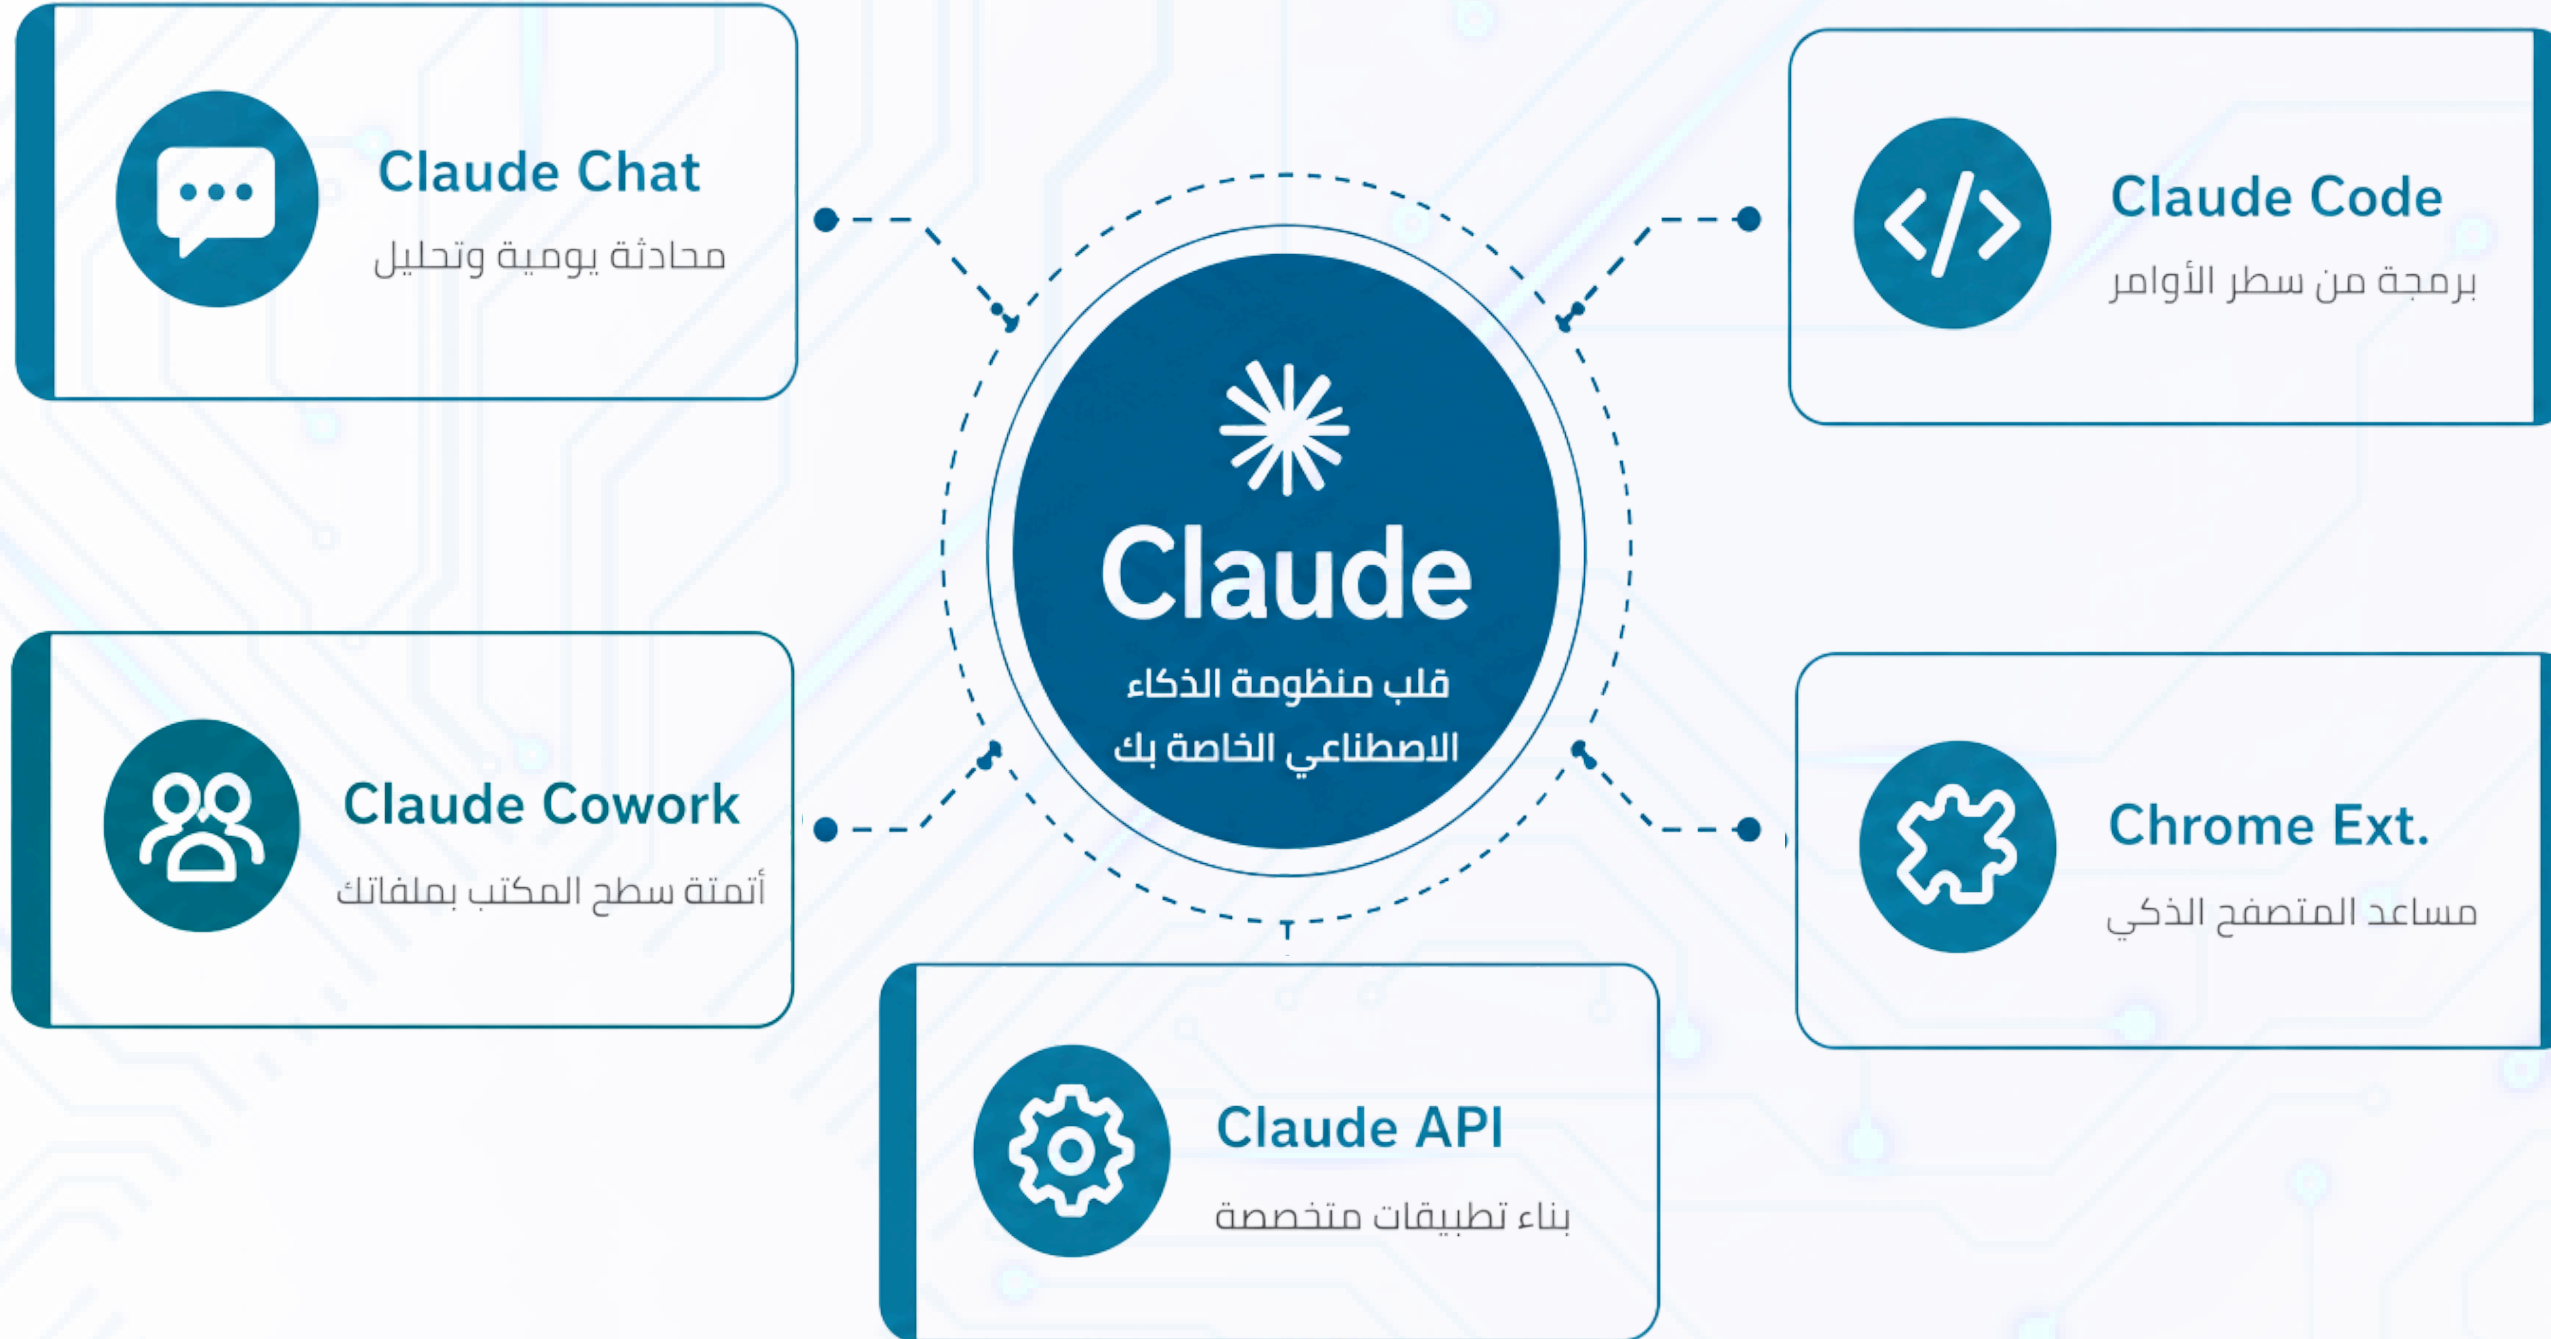 Claude Chat
محادثة يومية وتحليل
Claude Code
برمجة من سطر الأوامر
Claude
قلب منظومة الذكاء
الاصطناعي الخاصة بك
Claude Cowork
أتمتة سطح المكتب بملفاتك
Chrome Ext.
مساعد المتصفح الذكي
Claude API
بناء تطبيقات متخصصة